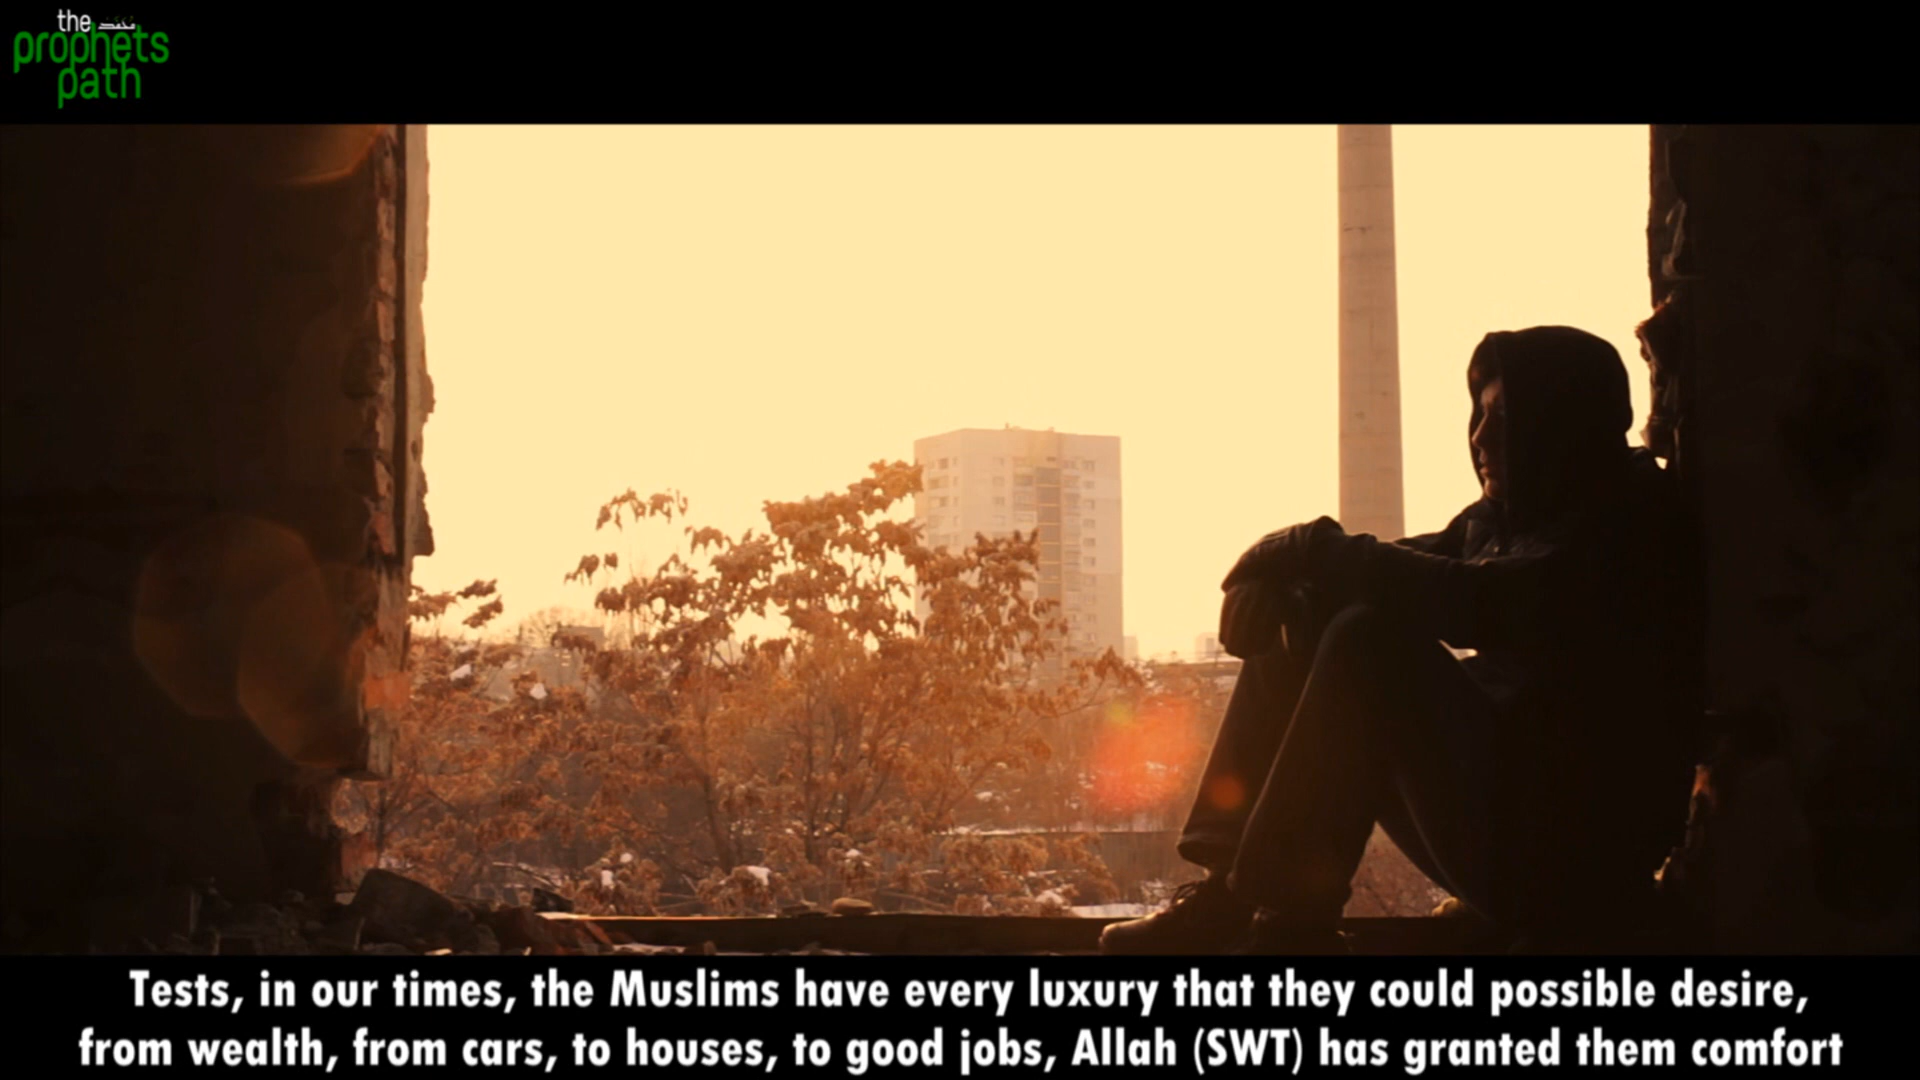 the
prophets
path
Tests, in our times, the Muslims have every luxury that they could possible desire,
from wealth, from cars, to houses, to good jobs, Allah (SWT) has granted them comfort